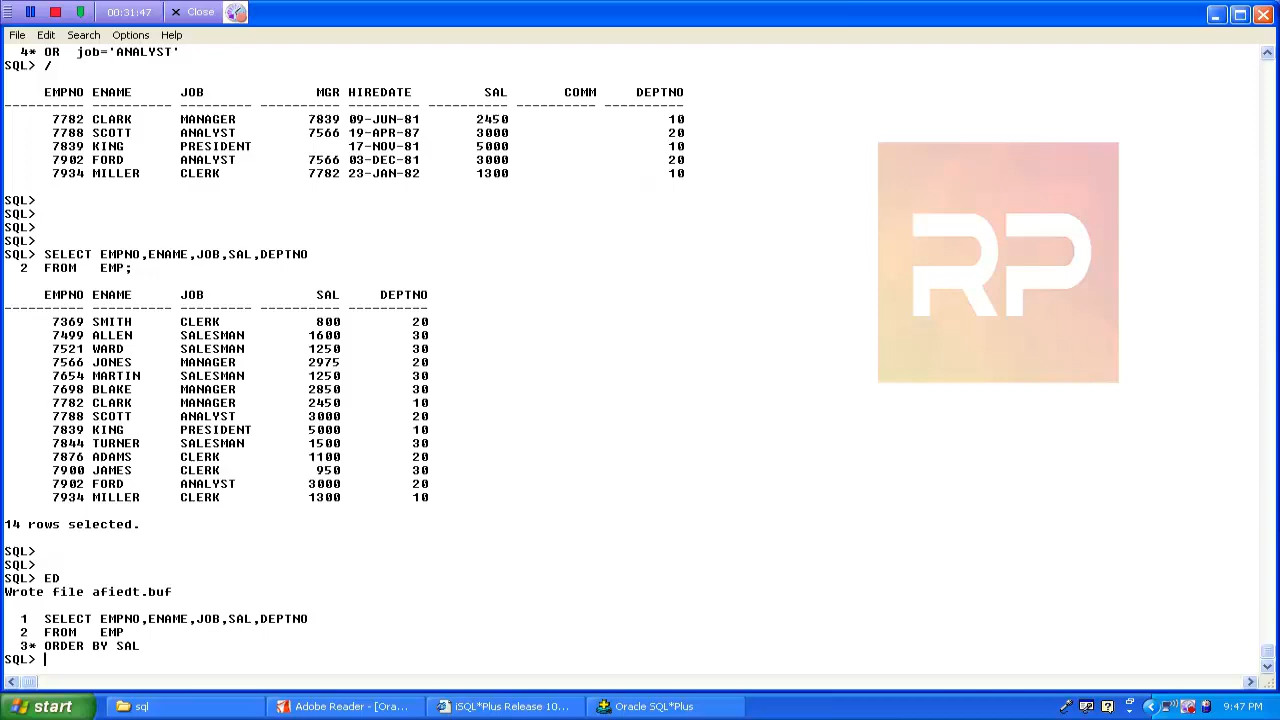 00:31:47 Close
File Edit Search Options Help
4* OR job='ANALYST'
SQL> /
EMPNO ENAME JOB MGR HIREDATE SAL COMM DEPTNO
---------- ---------- --------- ---------- --------- ---------- ---------- ----------
7782 CLARK MANAGER 7839 09-JUN-81 2450 10
7788 SCOTT ANALYST 7566 19-APR-87 3000 20
7839 KING PRESIDENT 17-NOV-81 5000 10
7902 FORD ANALYST 7566 03-DEC-81 3000 20
7934 MILLER CLERK 7782 23-JAN-82 1300 10
SQL>
SQL>
SQL>
SQL>
SQL> SELECT EMPNO,ENAME,JOB,SAL,DEPTNO
2 FROM EMP;
EMPNO ENAME JOB SAL DEPTNO
---------- ---------- --------- ---------- ----------
7369 SMITH CLERK 800 20
7499 ALLEN SALESMAN 1600 30
7521 WARD SALESMAN 1250 30
7566 JONES MANAGER 2975 20
7654 MARTIN SALESMAN 1250 30
7698 BLAKE MANAGER 2850 30
7782 CLARK MANAGER 2450 10
7788 SCOTT ANALYST 3000 20
7839 KING PRESIDENT 5000 10
7844 TURNER SALESMAN 1500 30
7876 ADAMS CLERK 1100 20
7900 JAMES CLERK 950 30
7902 FORD ANALYST 3000 20
7934 MILLER CLERK 1300 10
14 rows selected.
SQL>
SQL>
SQL> ED
Wrote file afiedt.buf
1 SELECT EMPNO,ENAME,JOB,SAL,DEPTNO
2 FROM EMP
3* ORDER BY SAL
SQL>
RP
start sql Adobe Reader - [Ora... iSQL*Plus Release 10... Oracle SQL*Plus 9:47 PM